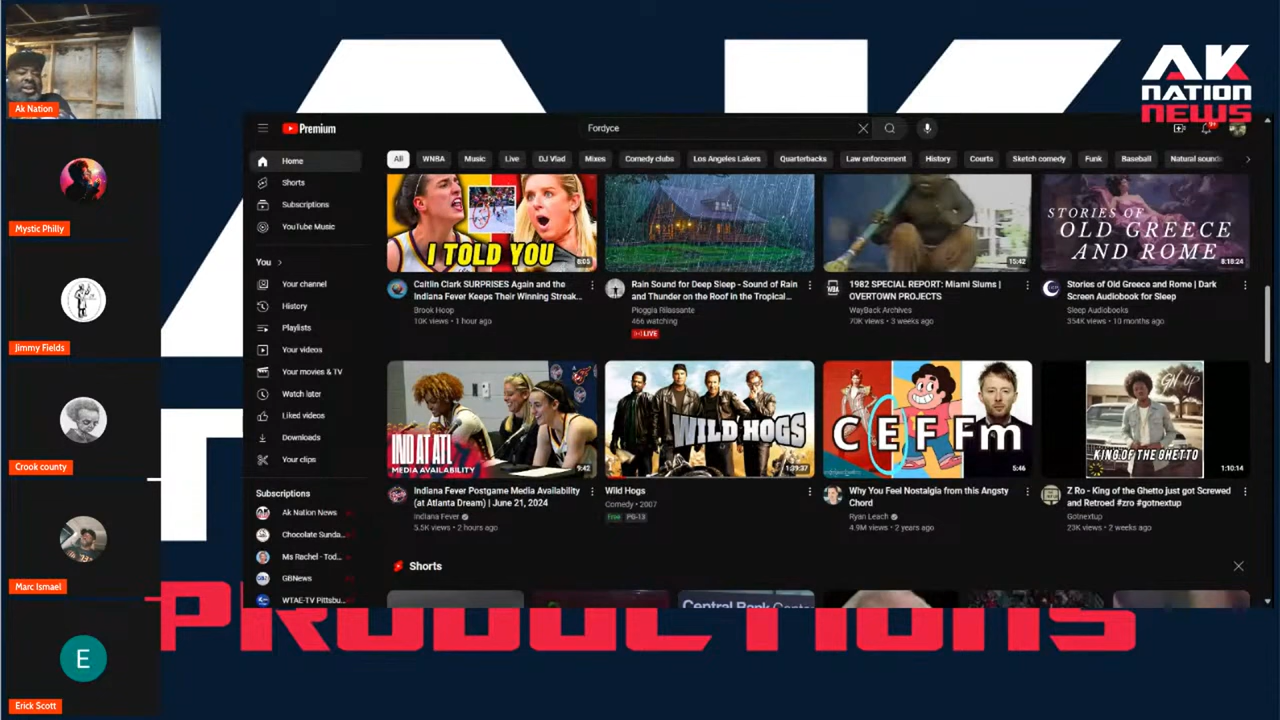 Ak Nation
Mystic Philly
Jimmy Fields
Crook county
Marc Ismael
E
Erick Scott
AK
NATION
NEWS
Premium
Fordyce
9+
Home
Shorts
Subscriptions
YouTube Music
You
Your channel
History
Playlists
Your videos
Your movies & TV
Watch later
Liked videos
Downloads
Your clips
Subscriptions
Ak Nation News
Chocolate Sunda...
Ms Rachel - Tod...
GBNews
WTAE-TV Pittsbu...
All
WNBA
Music
Live
DJ Vlad
Mixes
Comedy clubs
Los Angeles Lakers
Quarterbacks
Law enforcement
History
Courts
Sketch comedy
Funk
Baseball
Natural sounds
I TOLD YOU
8:05
Caitlin Clark SURPRISES Again and the
Indiana Fever Keeps Their Winning Streak...
Brook Hoop
10K views • 1 hour ago
Rain Sound for Deep Sleep - Sound of Rain
and Thunder on the Roof in the Tropical...
Pioggia Rilassante
466 watching
LIVE
15:42
1982 SPECIAL REPORT: Miami Slums |
OVERTOWN PROJECTS
WayBack Archives
70K views • 3 weeks ago
STORIES OF
OLD GREECE
AND ROME
8:18:24
Stories of Old Greece and Rome | Dark
Screen Audiobook for Sleep
Sleep Audiobooks
354K views • 10 months ago
IND AT ATL
MEDIA AVAILABILITY
9:42
Indiana Fever Postgame Media Availability
(at Atlanta Dream) | June 21, 2024
Indiana Fever
5.5K views • 2 hours ago
WILD HOGS
1:39:37
Wild Hogs
Comedy • 2007
Free
PG-13
C E F Fm
5:46
Why You Feel Nostalgia from this Angsty
Chord
Ryan Leach
4.9M views • 2 years ago
GN UP
KING OF THE GHETTO
1:10:14
Z Ro - King of the Ghetto just got Screwed
and Retroed #zro #gotnextup
Gotnextup
23K views • 2 weeks ago
Shorts
Central Bank Cent
PRODUCTIONS